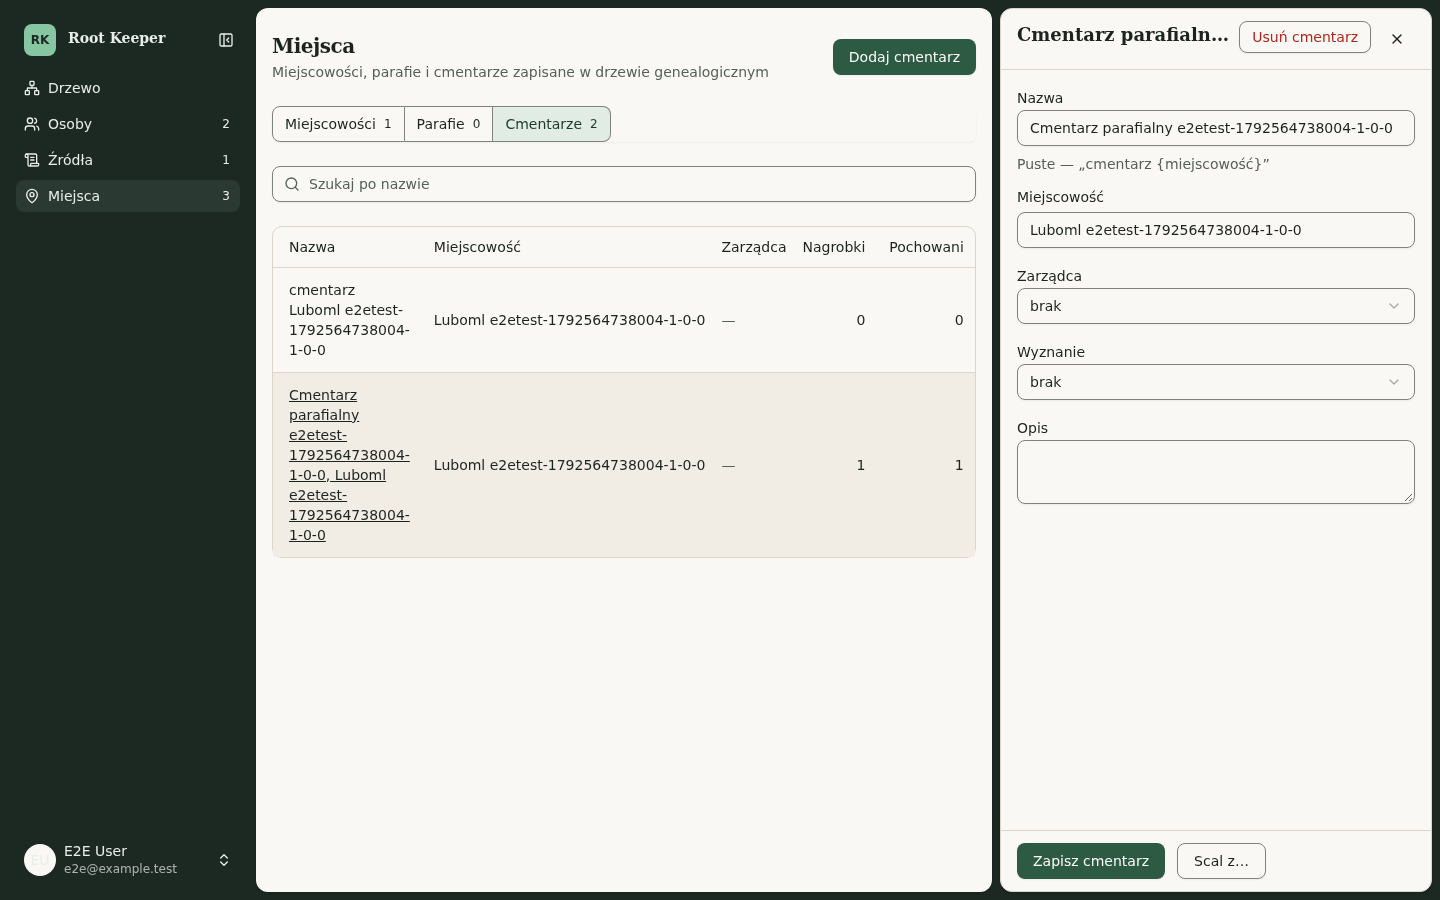 RK
Root Keeper
Drzewo
Osoby 2
Źródła 1
Miejsca 3
EU
E2E User
e2e@example.test
Miejsca
Miejscowości, parafie i cmentarze zapisane w drzewie genealogicznym
Dodaj cmentarz
Miejscowości 1
Parafie 0
Cmentarze 2
Szukaj po nazwie
Nazwa Miejscowość Zarządca Nagrobki Pochowani
cmentarz
Luboml e2etest-
1792564738004-
1-0-0
Luboml e2etest-1792564738004-1-0-0 — 0 0
Cmentarz
parafialny
e2etest-
1792564738004-
1-0-0, Luboml
e2etest-
1792564738004-
1-0-0
Luboml e2etest-1792564738004-1-0-0 — 1 1
Cmentarz parafialn…
Usuń cmentarz
Nazwa
Cmentarz parafialny e2etest-1792564738004-1-0-0
Puste — „cmentarz {miejscowość}”
Miejscowość
Luboml e2etest-1792564738004-1-0-0
Zarządca
brak
Wyznanie
brak
Opis
Zapisz cmentarz
Scal z…